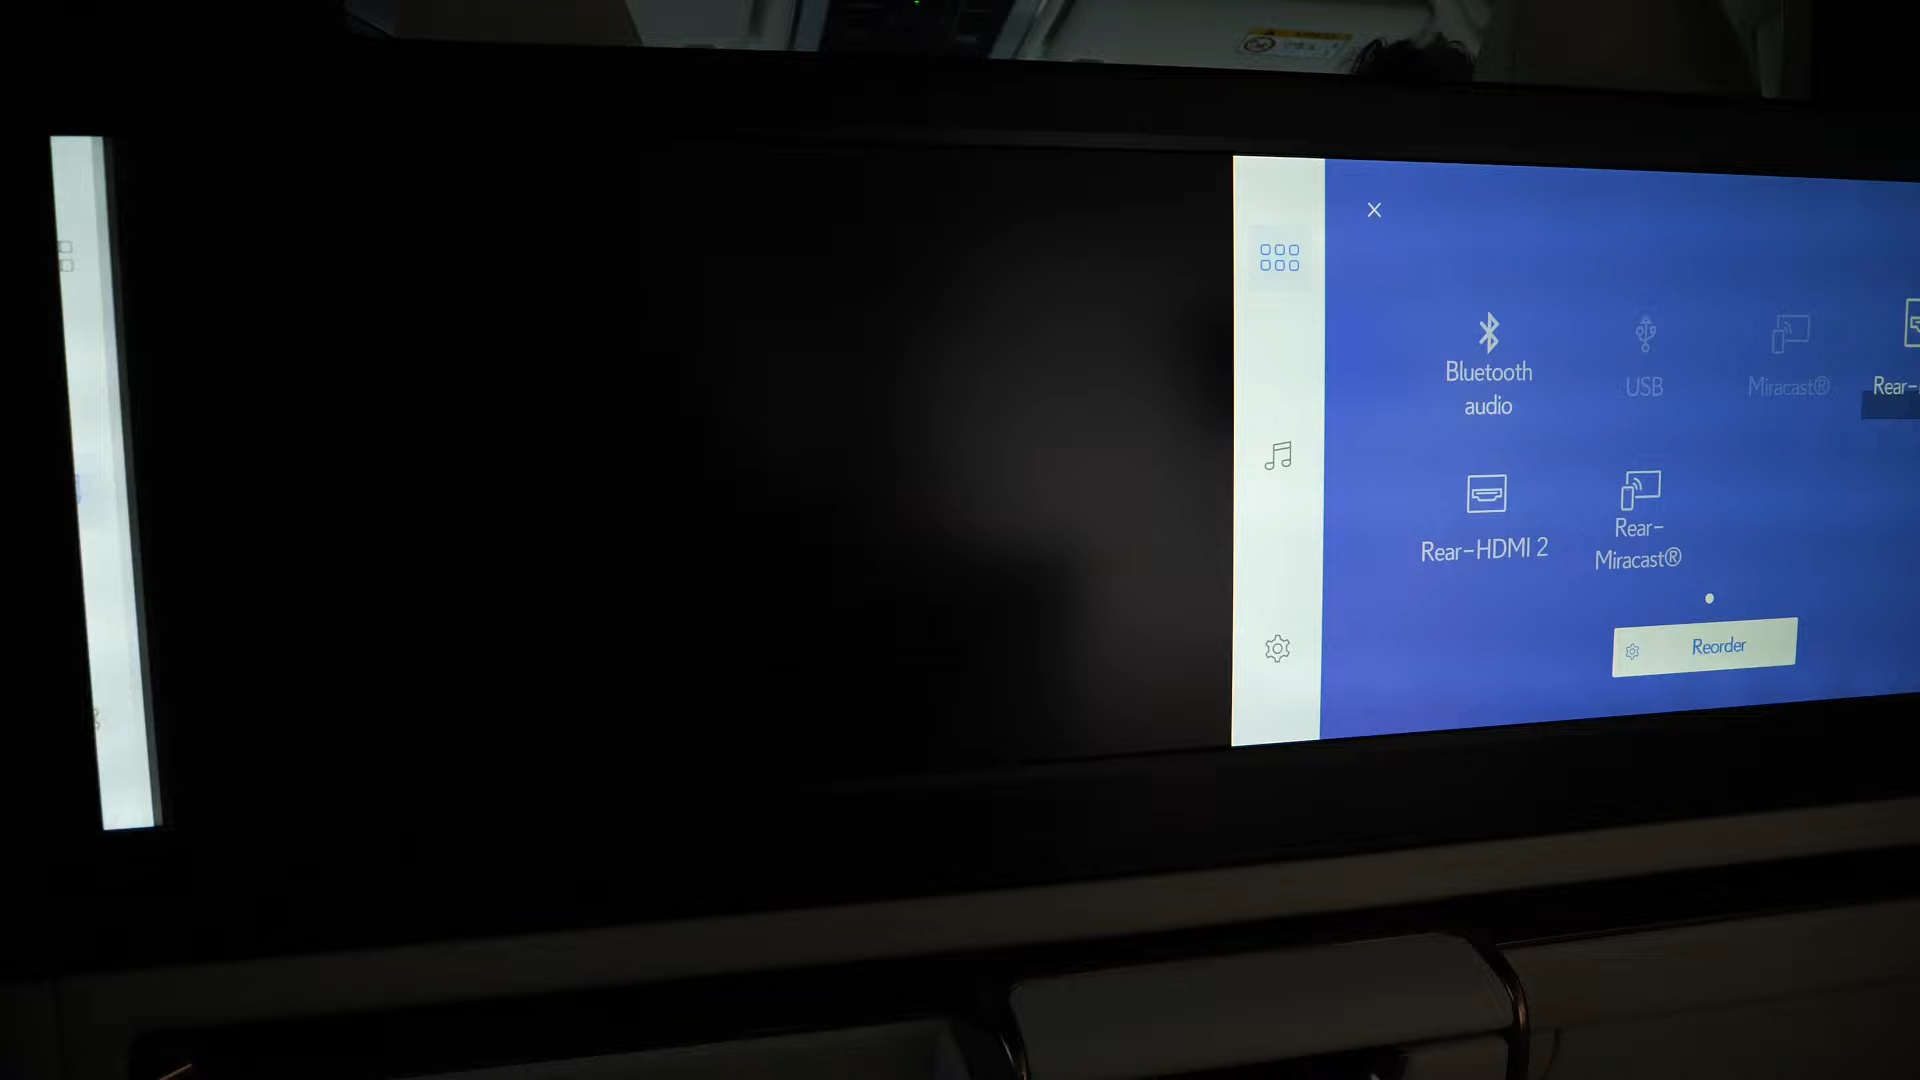 Bluetooth
audio
USB
Miracast®
Rear-
Rear-HDMI 2
Rear-
Miracast®
Reorder